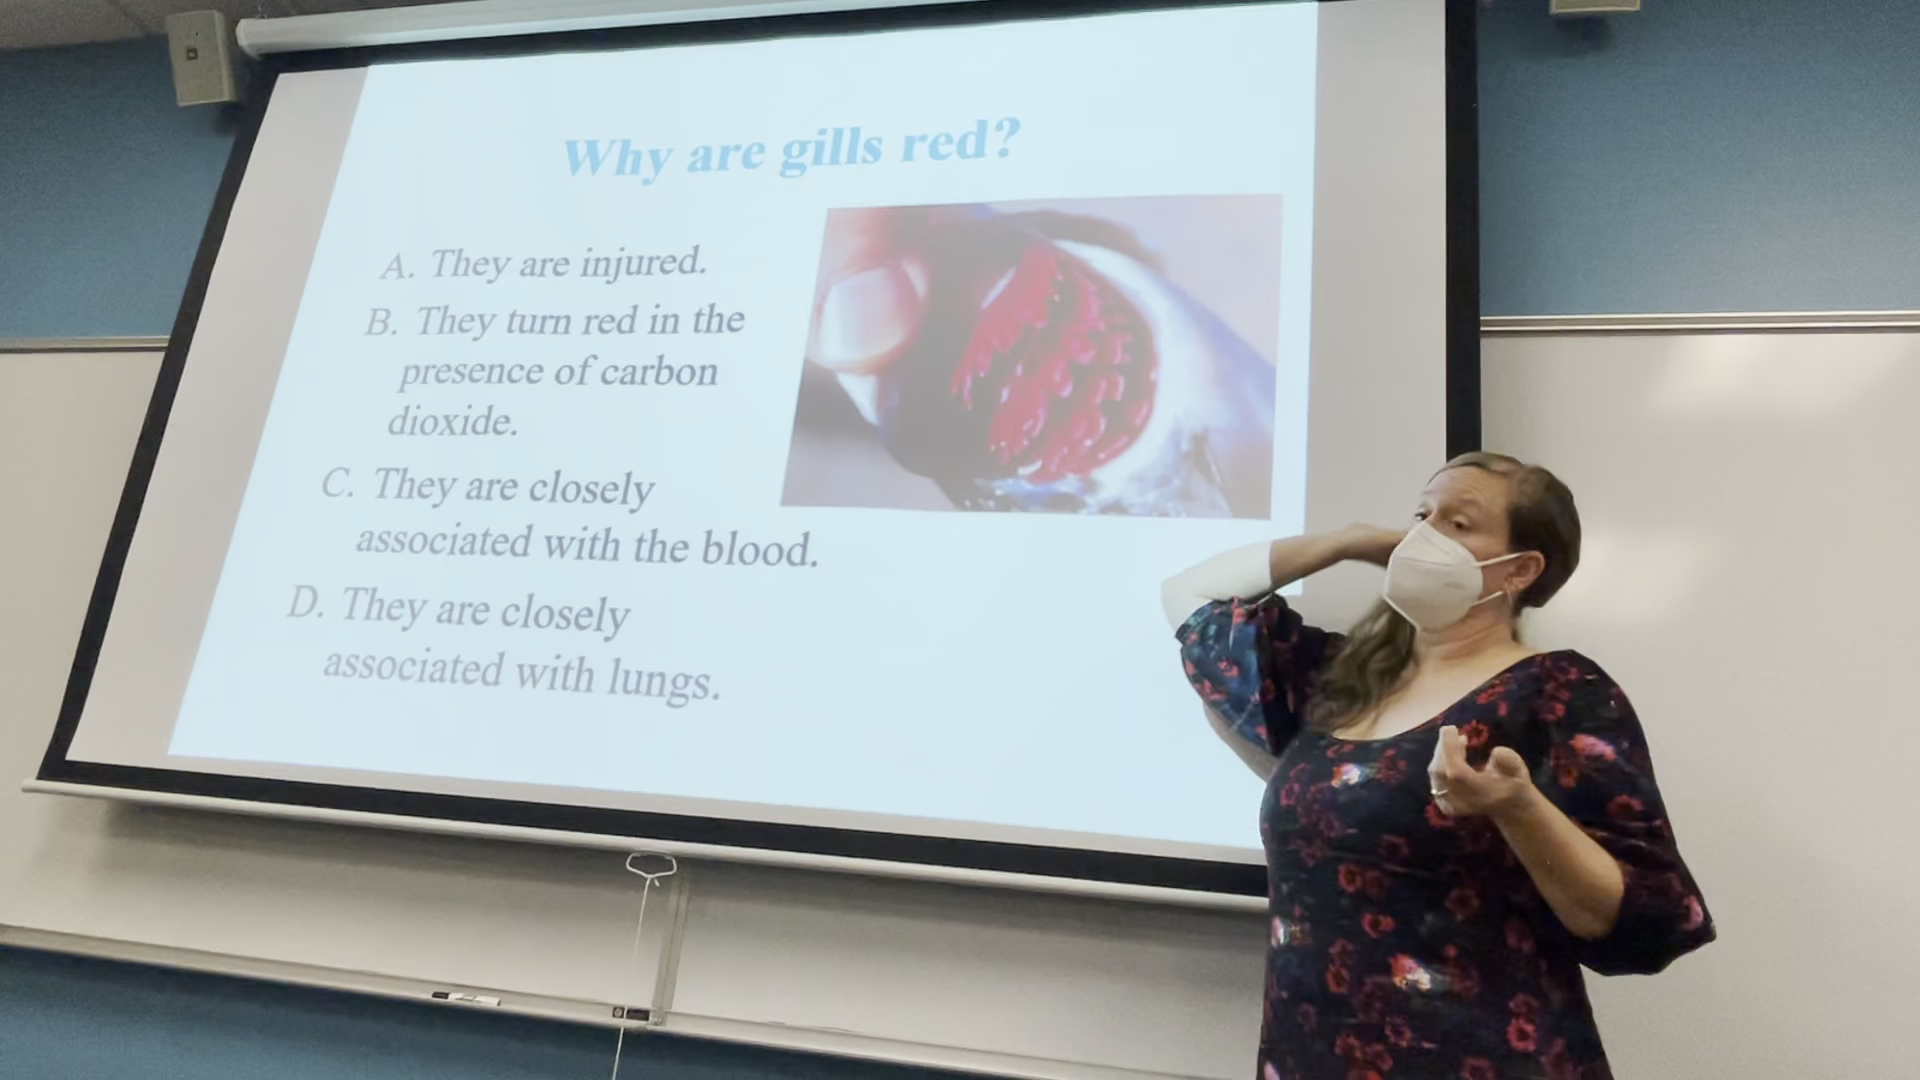 Why are gills red?
A. They are injured.
B. They turn red in the
presence of carbon
dioxide.
C. They are closely
associated with the blood.
D. They are closely
associated with lungs.